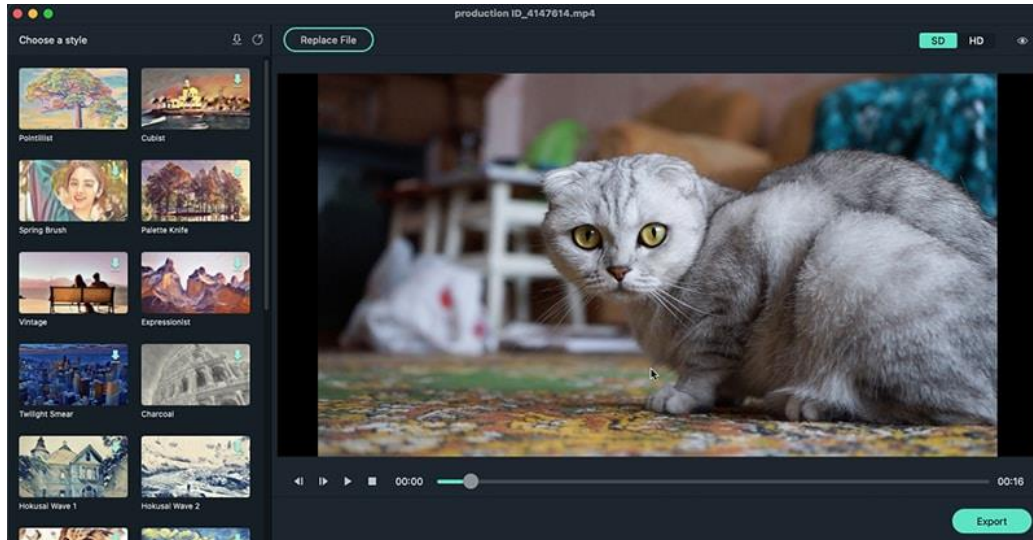 production ID_4147614.mp4
Choose a style
Replace File
SD HD
Pointillist
Cubist
Spring Brush
Palette Knife
Vintage
Expressionist
Twilight Smear
Charcoal
Hokusai Wave 1
Hokusai Wave 2
00:00
00:16
Export